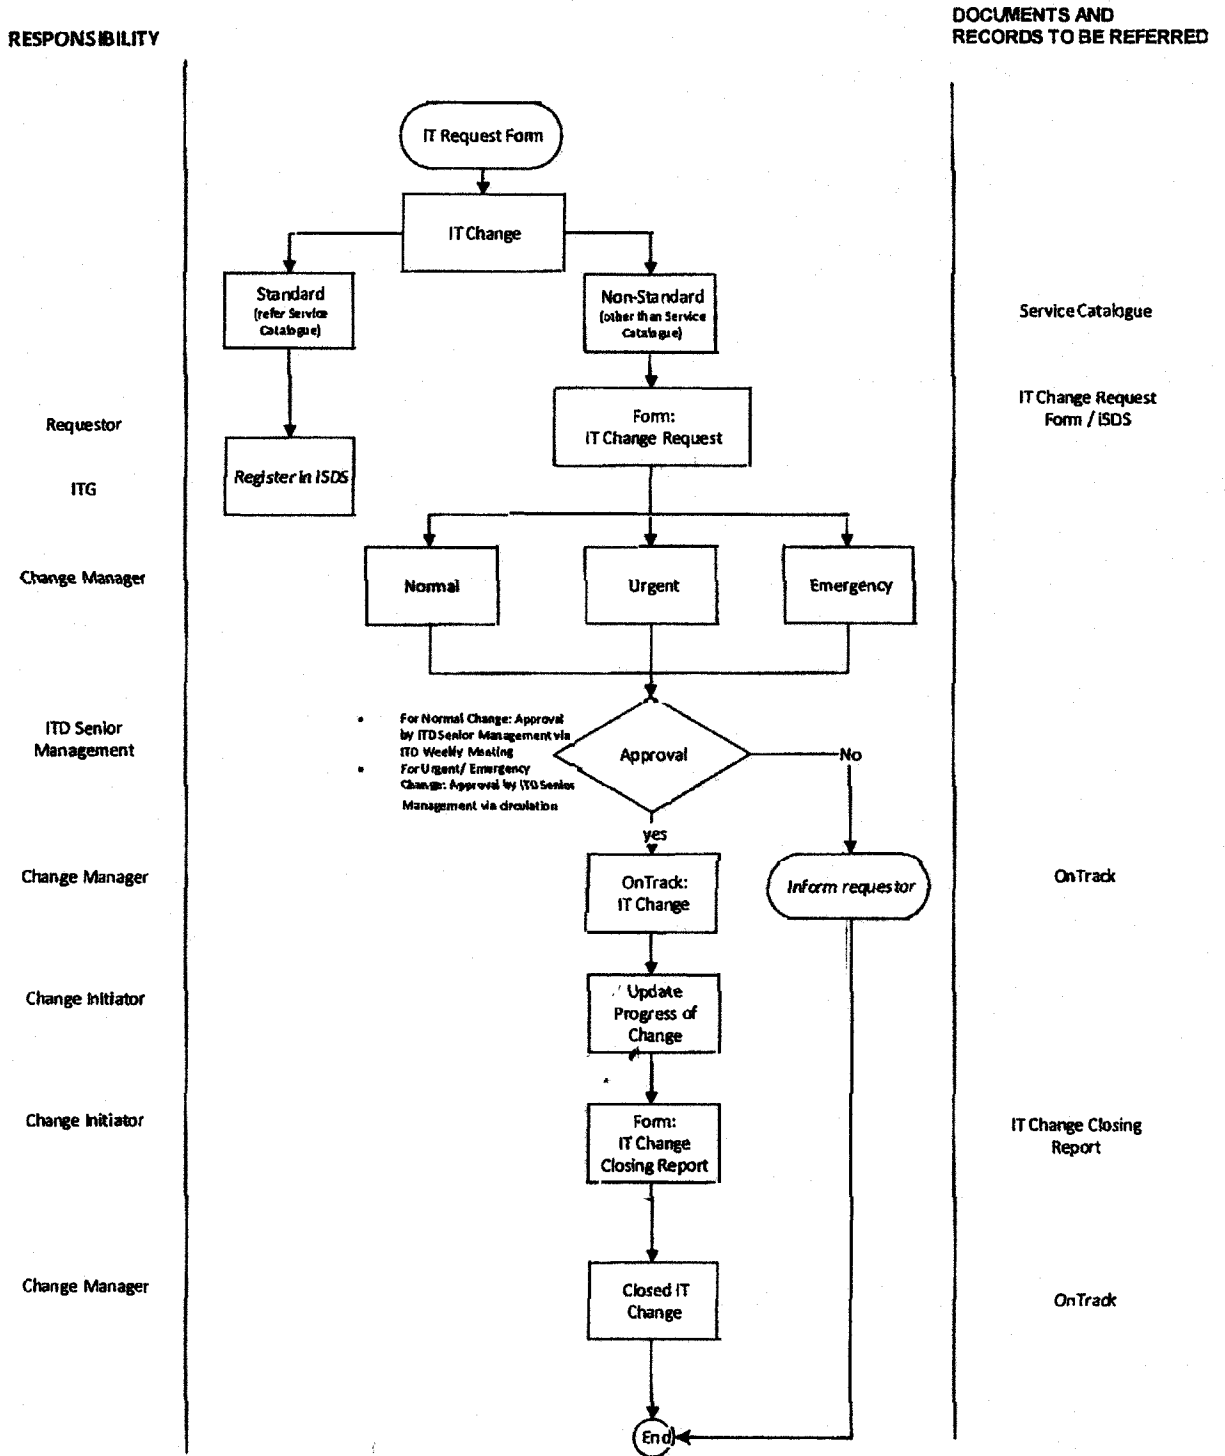 DOCUMENTS AND
RESPONSIBILITY
RECORDS TO BE REFERRED
IT Request Form
IT Change
Standard
(refer Service
Catalogue)
Non-Standard
(other than Service
Catalogue)
Service Catalogue
Requestor
Form:
IT Change Request
IT Change Request
Form / iSDS
ITG
Register in ISDS
Change Manager
Normal
Urgent
Emergency
ITD Senior
Management
• For Normal Change: Approval
by ITD Senior Management via
ITD Weekly Meeting
• For Urgent/ Emergency
Change: Approval by ITD Senior
Management via circulation
Approval
No
yes
Change Manager
OnTrack:
IT Change
Inform requestor
OnTrack
Change Initiator
Update
Progress of
Change
Change Initiator
Form:
IT Change
Closing Report
IT Change Closing
Report
Change Manager
Closed IT
Change
OnTrack
End